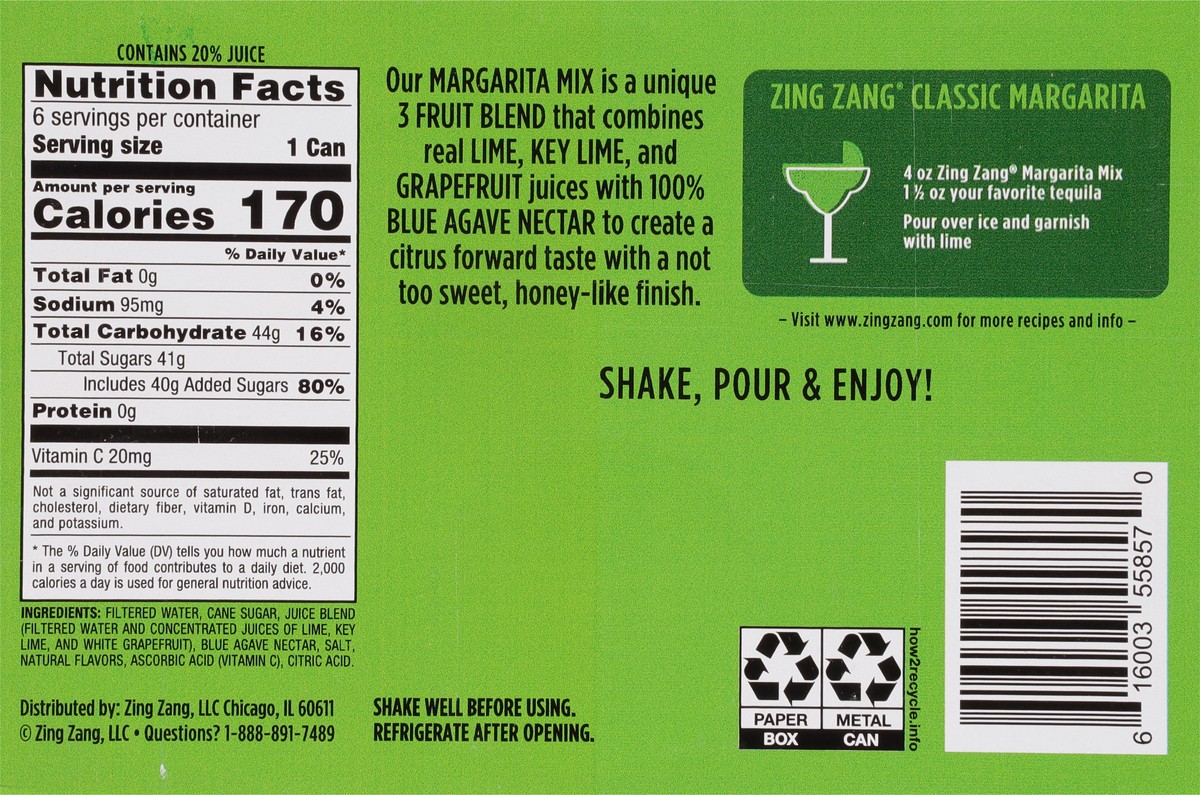 CONTAINS 20% JUICE
Nutrition Facts
6 servings per container
Serving size 1 Can
Amount per serving
Calories 170
% Daily Value*
Total Fat 0g 0%
Sodium 95mg 4%
Total Carbohydrate 44g 16%
Total Sugars 41g
Includes 40g Added Sugars 80%
Protein 0g
Vitamin C 20mg 25%
Not a significant source of saturated fat, trans fat,
cholesterol, dietary fiber, vitamin D, iron, calcium,
and potassium.
* The % Daily Value (DV) tells you how much a nutrient
in a serving of food contributes to a daily diet. 2,000
calories a day is used for general nutrition advice.
INGREDIENTS: FILTERED WATER, CANE SUGAR, JUICE BLEND
(FILTERED WATER AND CONCENTRATED JUICES OF LIME, KEY
LIME, AND WHITE GRAPEFRUIT), BLUE AGAVE NECTAR, SALT,
NATURAL FLAVORS, ASCORBIC ACID (VITAMIN C), CITRIC ACID.
Distributed by: Zing Zang, LLC Chicago, IL 60611
© Zing Zang, LLC • Questions? 1-888-891-7489
Our MARGARITA MIX is a unique
3 FRUIT BLEND that combines
real LIME, KEY LIME, and
GRAPEFRUIT juices with 100%
BLUE AGAVE NECTAR to create a
citrus forward taste with a not
too sweet, honey-like finish.
ZING ZANG® CLASSIC MARGARITA
4 oz Zing Zang® Margarita Mix
1 ½ oz your favorite tequila
Pour over ice and garnish
with lime
– Visit www.zingzang.com for more recipes and info –
SHAKE, POUR & ENJOY!
SHAKE WELL BEFORE USING.
REFRIGERATE AFTER OPENING.
PAPER
BOX
METAL
CAN
how2recycle.info
6 16003 55857 0